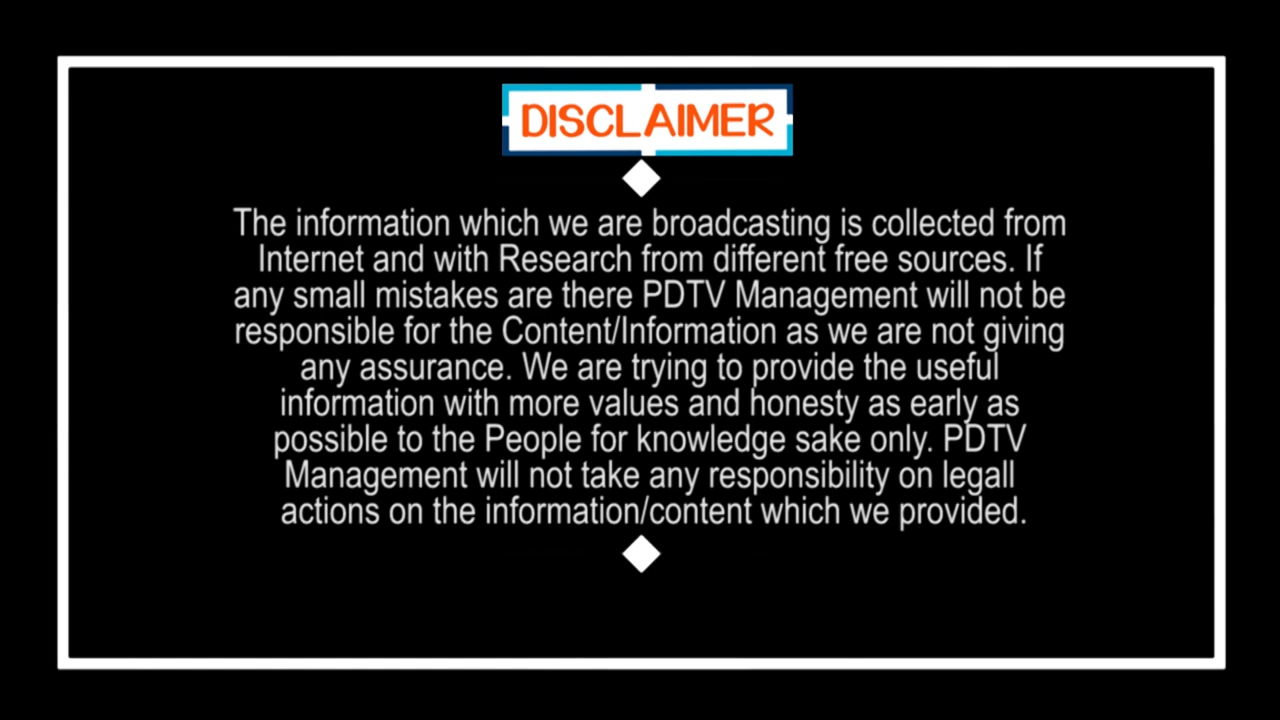 DISCLAIMER
The information which we are broadcasting is collected from
Internet and with Research from different free sources. If
any small mistakes are there PDTV Management will not be
responsible for the Content/Information as we are not giving
any assurance. We are trying to provide the useful
information with more values and honesty as early as
possible to the People for knowledge sake only. PDTV
Management will not take any responsibility on legall
actions on the information/content which we provided.